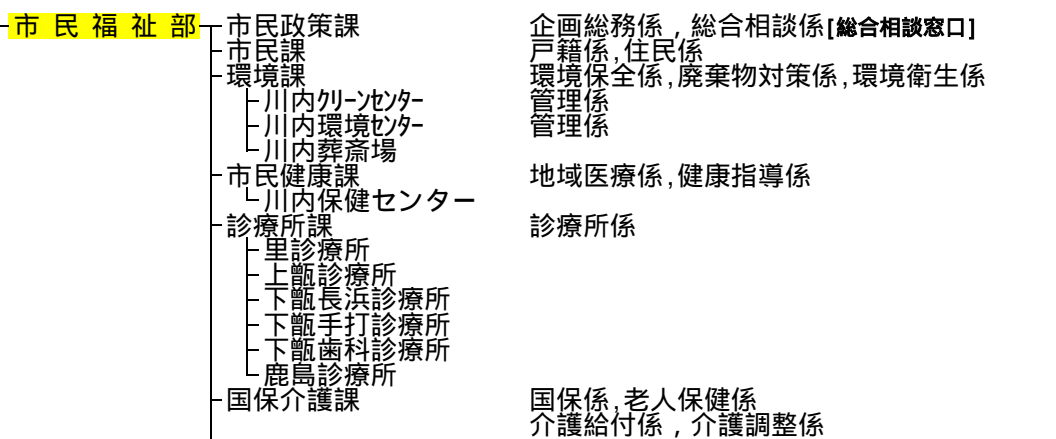 市民福祉部 市民政策課 企画総務係，総合相談係[総合相談窓口]
市民課 戸籍係,住民係
環境課 環境保全係,廃棄物対策係,環境衛生係
川内ｸﾘｰﾝｾﾝﾀｰ 管理係
川内環境ｾﾝﾀｰ 管理係
川内葬斎場
市民健康課 地域医療係,健康指導係
川内保健センター
診療所課 診療所係
里診療所
上甑診療所
下甑長浜診療所
下甑手打診療所
下甑歯科診療所
鹿島診療所
国保介護課 国保係,老人保健係
介護給付係，介護調整係